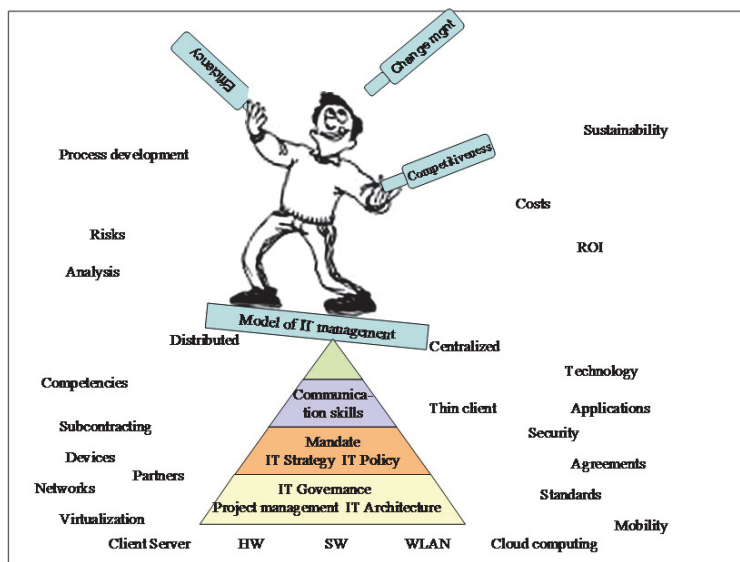 Efficiency
Change mgnt
Sustainability
Process development
Competitiveness
Costs
Risks
ROI
Analysis
Model of IT management
Distributed
Centralized
Technology
Competencies
Communica-
tion skills
Thin client
Applications
Subcontracting
Security
Mandate
IT Strategy IT Policy
Devices
Agreements
Partners
Networks
IT Governance
Standards
Project management IT Architecture
Virtualization
Mobility
Client Server HW SW WLAN Cloud computing